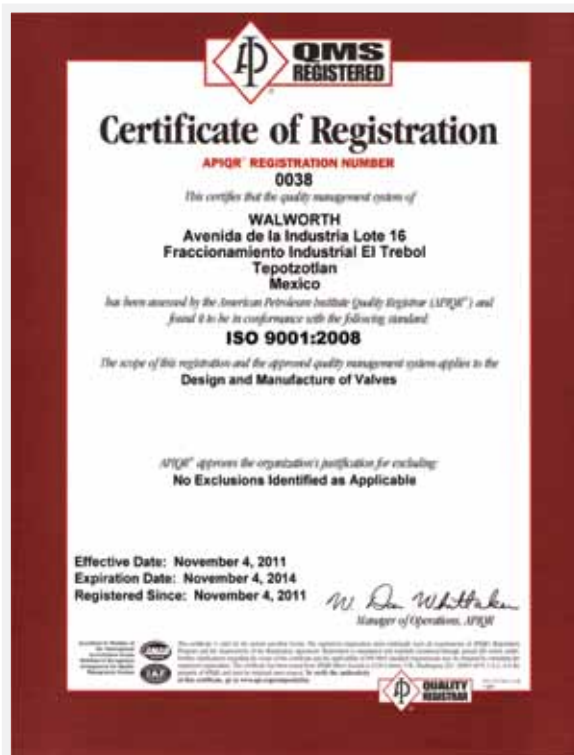 API
QMS
REGISTERED
Certificate of Registration
APIQR® REGISTRATION NUMBER
0038
This certifies that the quality management system of
WALWORTH
Avenida de la Industria Lote 16
Fraccionamiento Industrial El Trebol
Tepotzotlan
Mexico
has been assessed by the American Petroleum Institute Quality Registrar (APIQR®) and
found it to be in conformance with the following standard:
ISO 9001:2008
The scope of this registration and the approved quality management system applies to the
Design and Manufacture of Valves
APIQR® approves the organization's justification for excluding:
No Exclusions Identified as Applicable
Effective Date: November 4, 2011
Expiration Date: November 4, 2014
Registered Since: November 4, 2011
W. Don Whittaker
Manager of Operations, APIQR
IAF
API
QUALITY
REGISTRAR